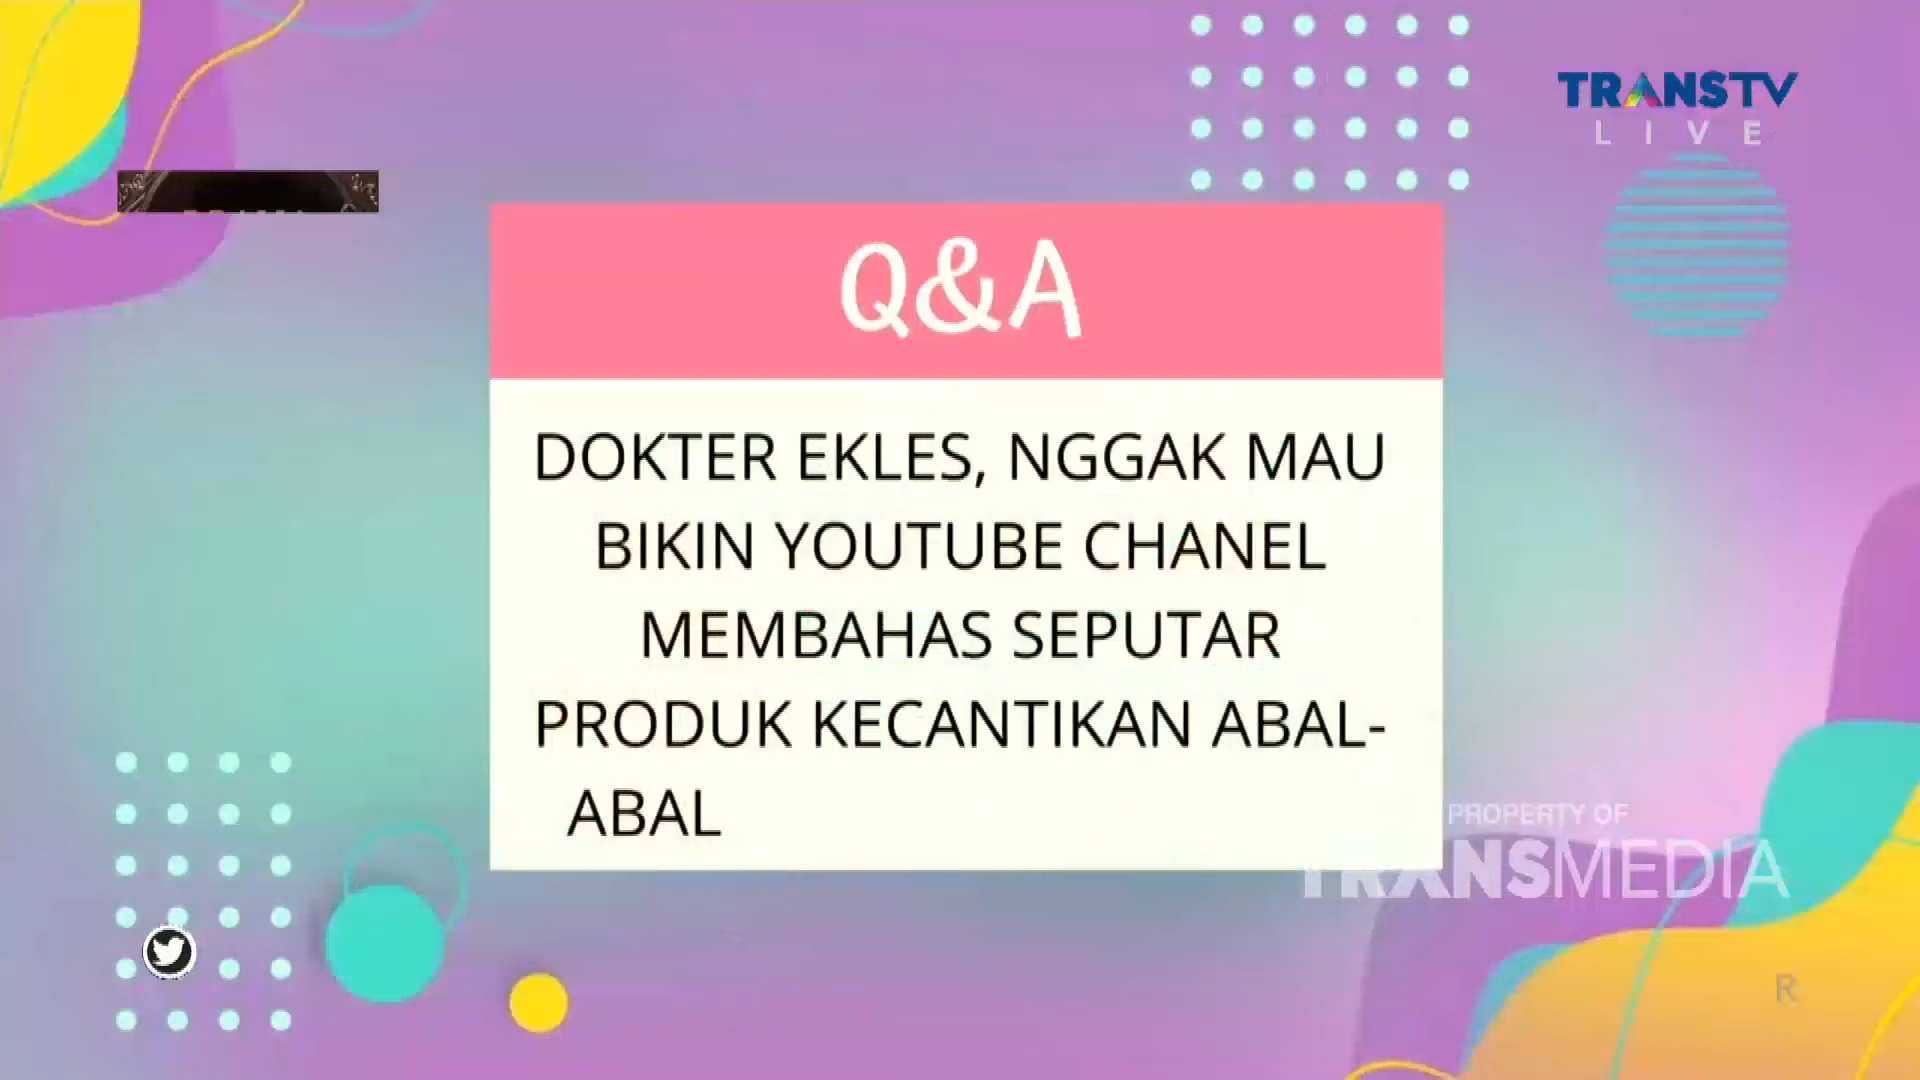 TRANSTV
LIVE
Q&A
DOKTER EKLES, NGGAK MAU
BIKIN YOUTUBE CHANEL
MEMBAHAS SEPUTAR
PRODUK KECANTIKAN ABAL-
ABAL
PROPERTY OF
TRANSMEDIA
R